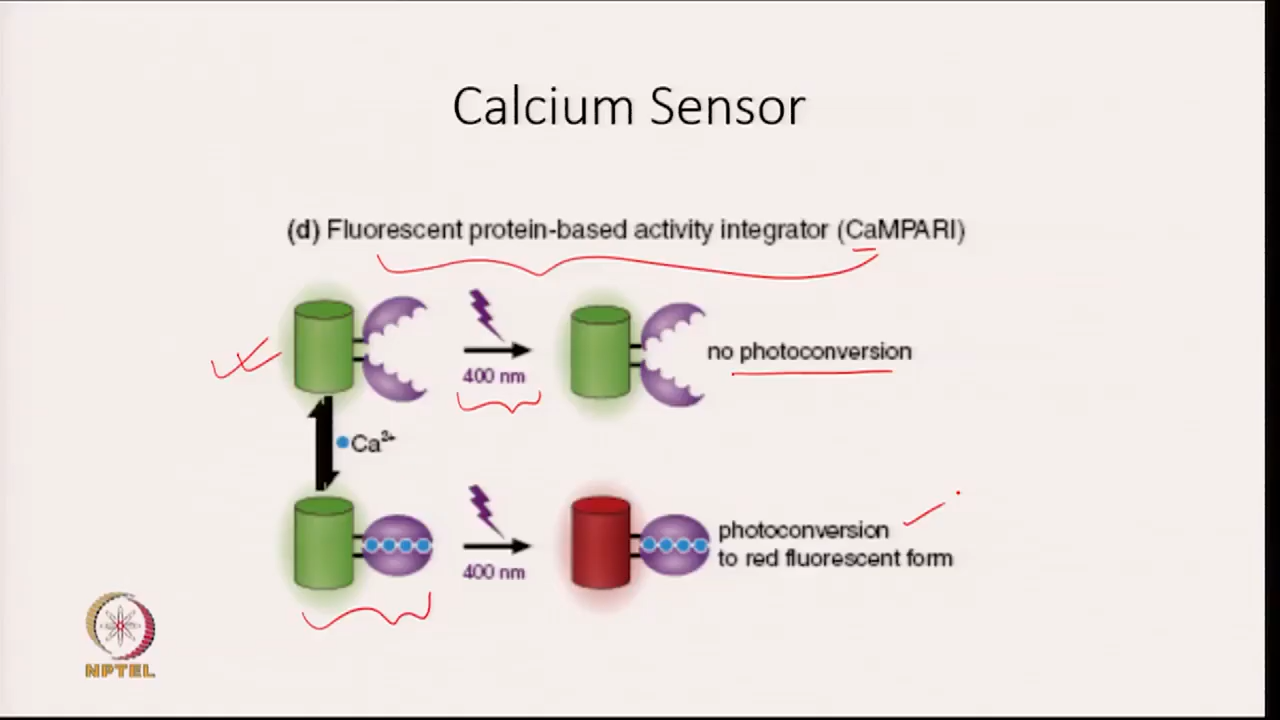 Calcium Sensor
(d) Fluorescent protein-based activity integrator (CaMPARI)
400 nm
no photoconversion
Ca2+
400 nm
photoconversion
to red fluorescent form
NPTEL